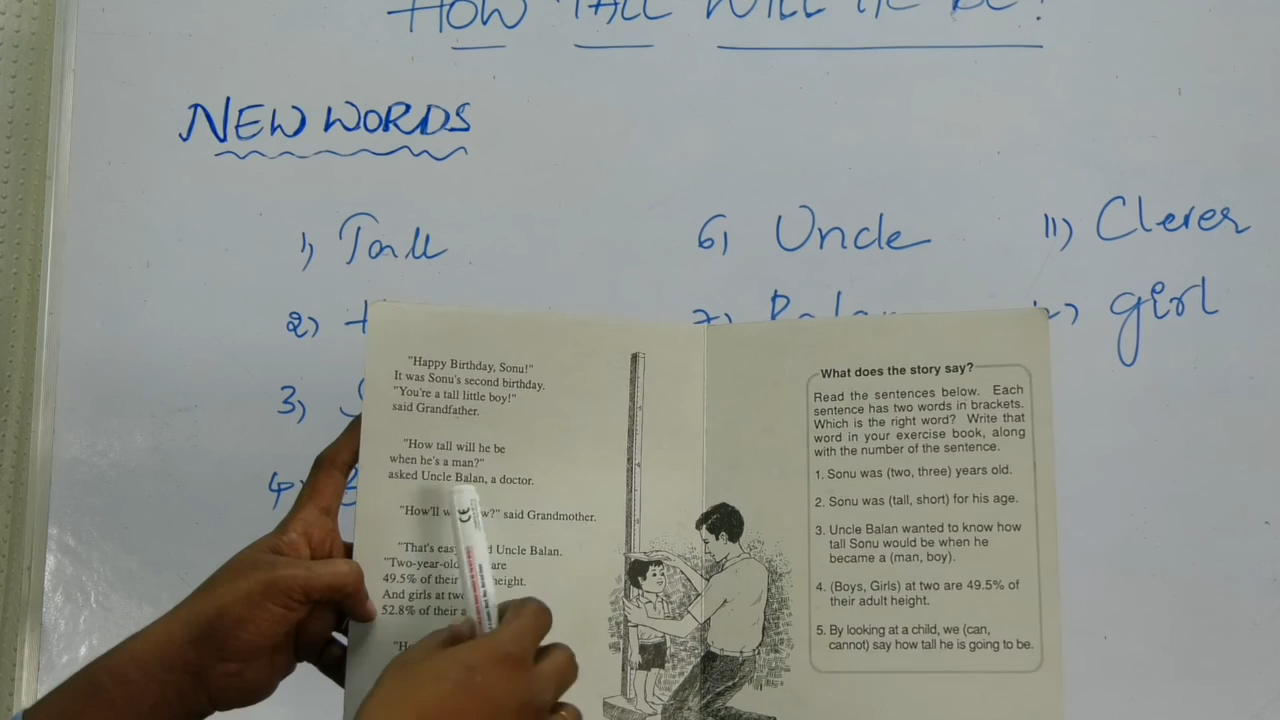 HOW TALL WILL HE BE?
NEW WORDS
1) Tall
6) Uncle
11) Clever
2)
7)
girl
3)
4)
"Happy Birthday, Sonu!"
It was Sonu's second birthday.
"You're a tall little boy!"
said Grandfather.
"How tall will he be
when he's a man?"
asked Uncle Balan, a doctor.
"How'll said Grandmother.
"That's Uncle Balan.
"Two-year-old are
49.5% of their height.
And girls at
52.8% of their
What does the story say?
Read the sentences below. Each
sentence has two words in brackets.
Which is the right word? Write that
word in your exercise book, along
with the number of the sentence.
1. Sonu was (two, three) years old.
2. Sonu was (tall, short) for his age.
3. Uncle Balan wanted to know how
tall Sonu would be when he
became a (man, boy).
4. (Boys, Girls) at two are 49.5% of
their adult height.
5. By looking at a child, we (can,
cannot) say how tall he is going to be.